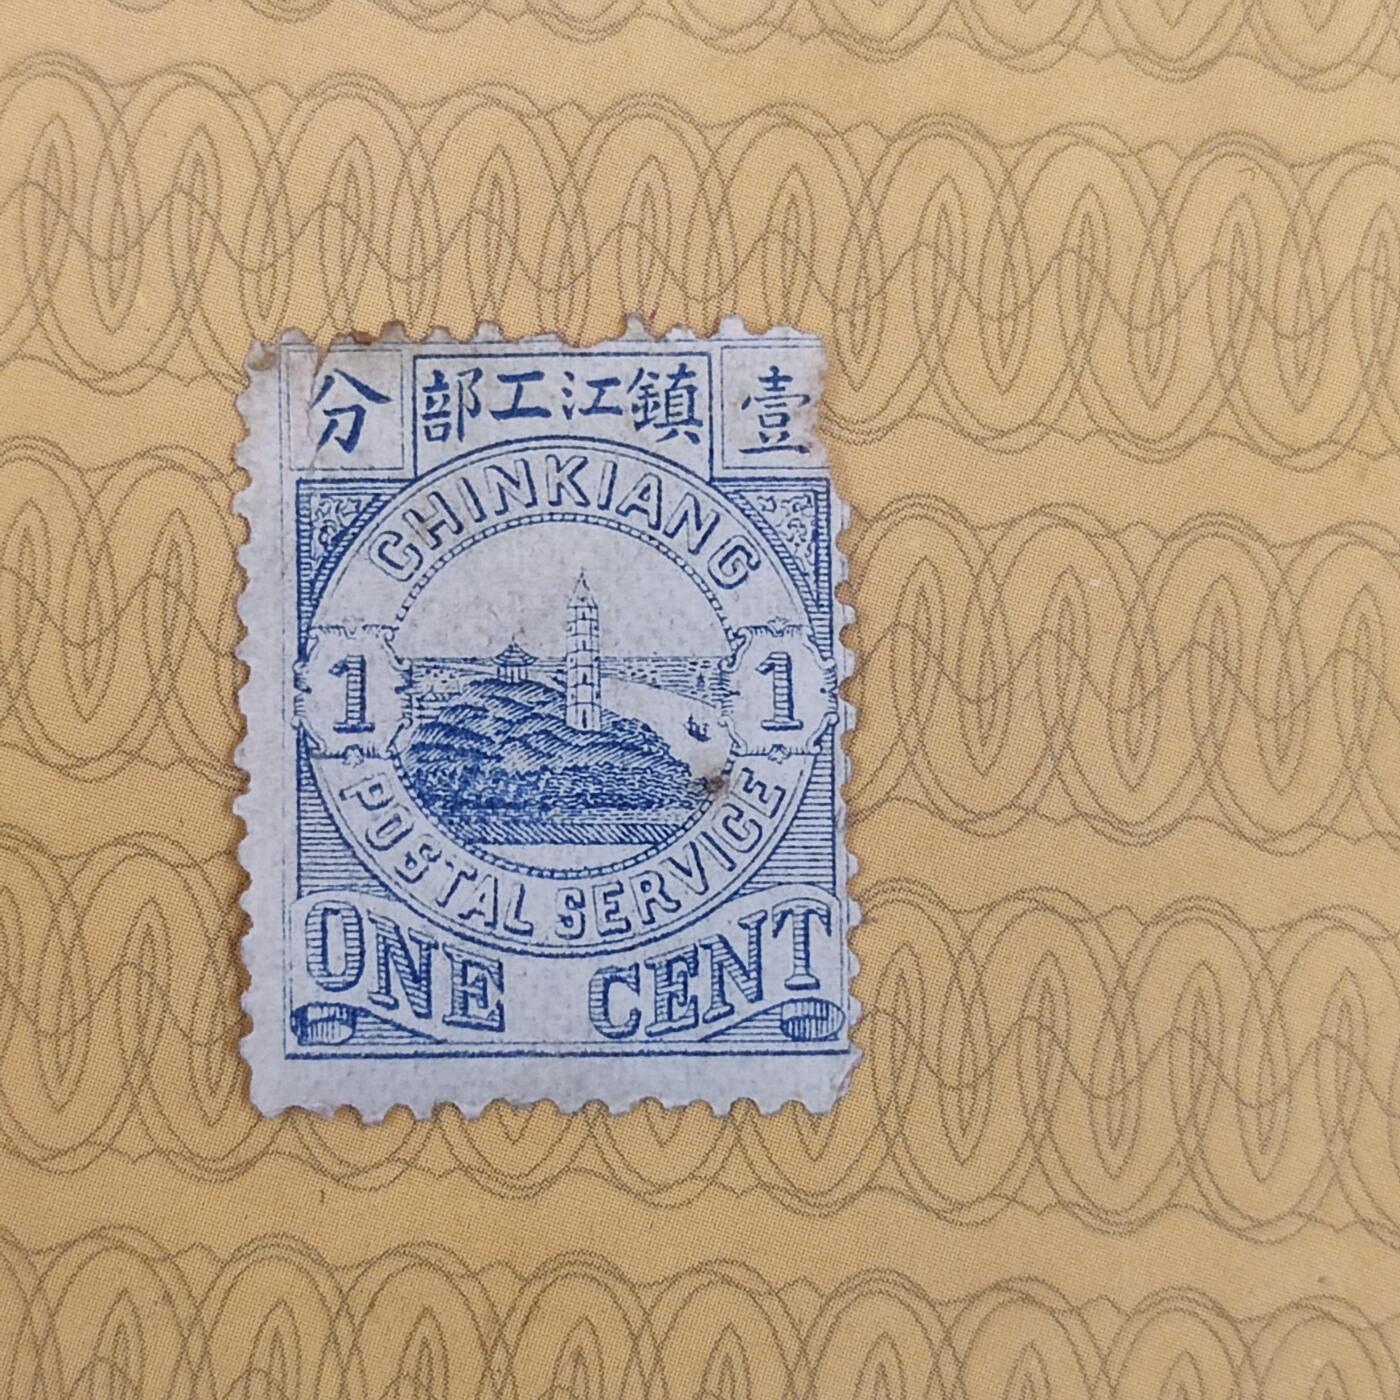 壹 鎮江工部 分
CHINKIANG
1 1
POSTAL SERVICE
ONE CENT